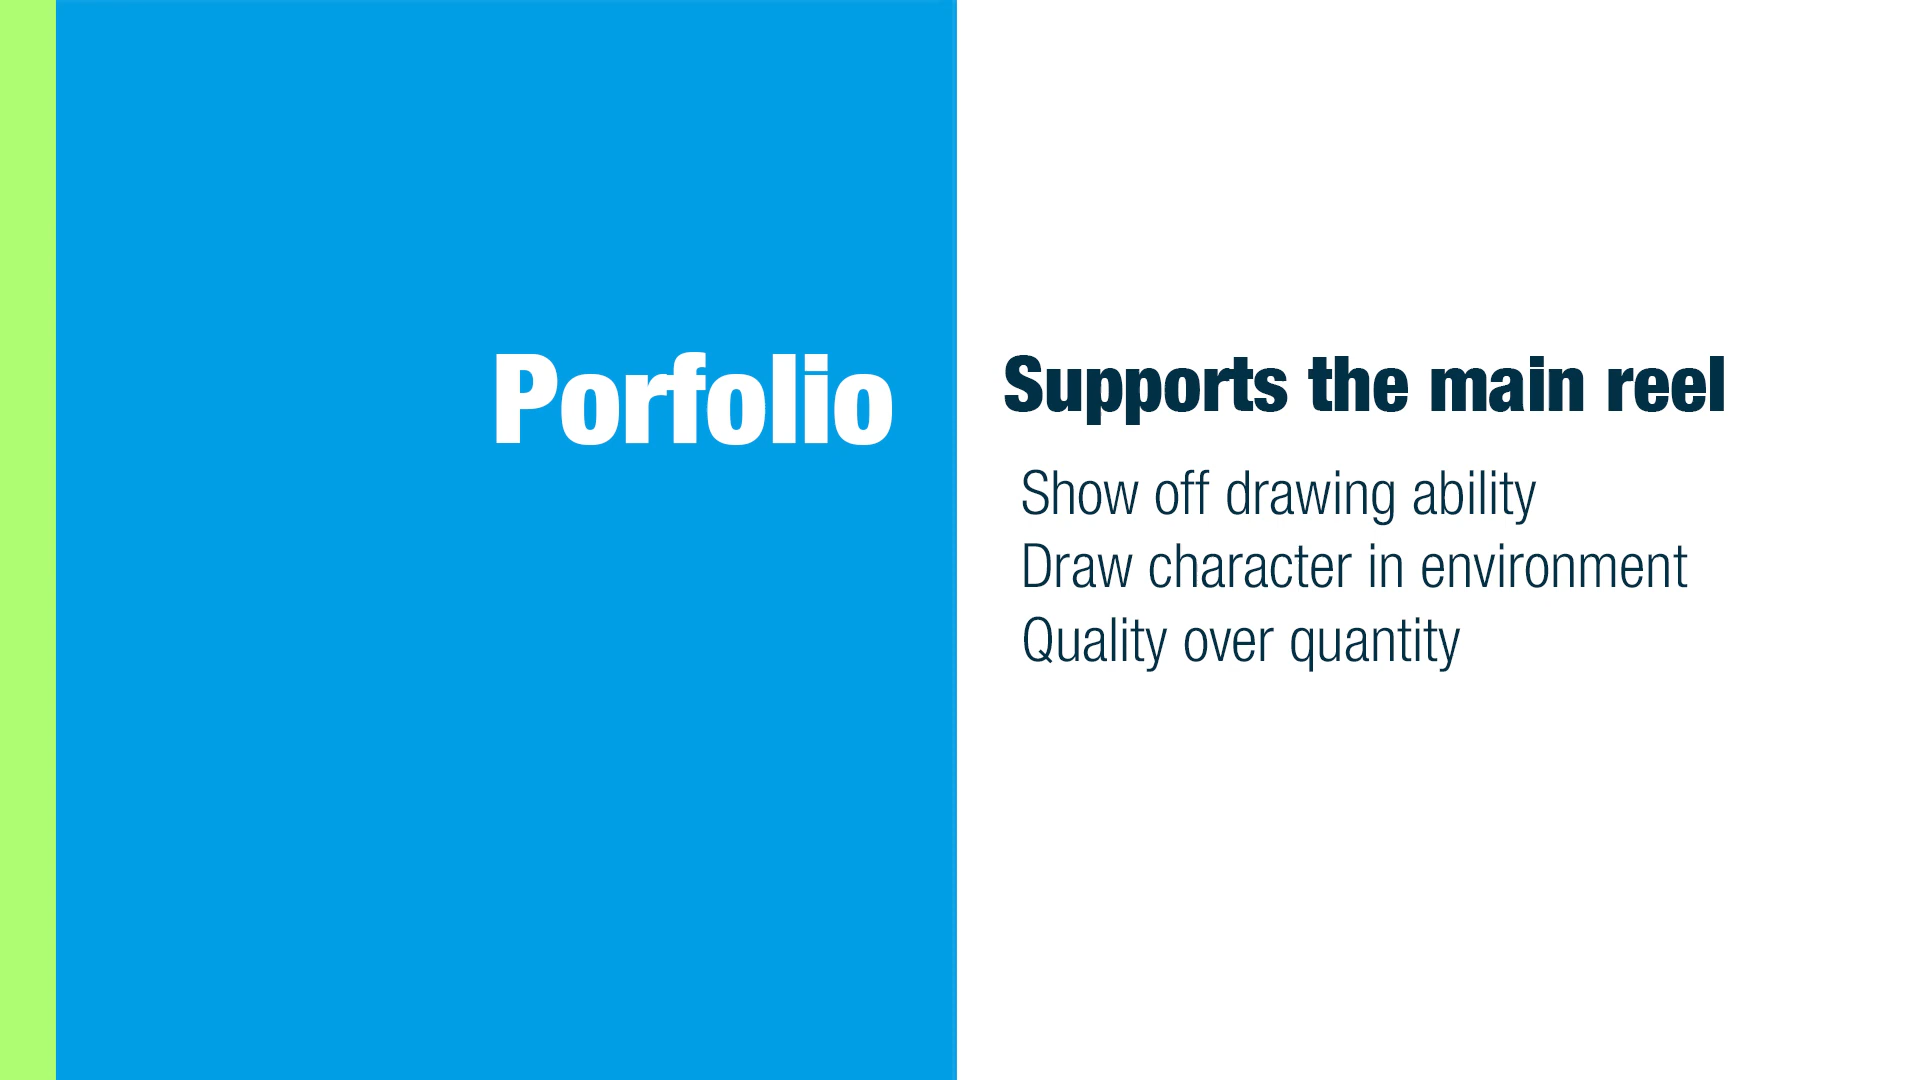 Porfolio
Supports the main reel
Show off drawing ability
Draw character in environment
Quality over quantity